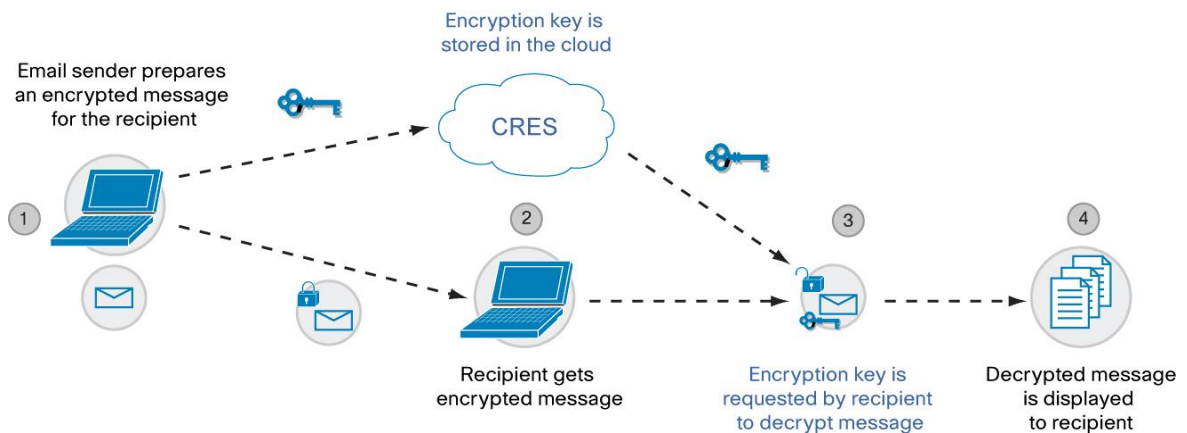 Encryption key is
stored in the cloud
Email sender prepares
an encrypted message
for the recipient
CRES
1
2
3
4
Recipient gets
encrypted message
Encryption key is
requested by recipient
to decrypt message
Decrypted message
is displayed
to recipient